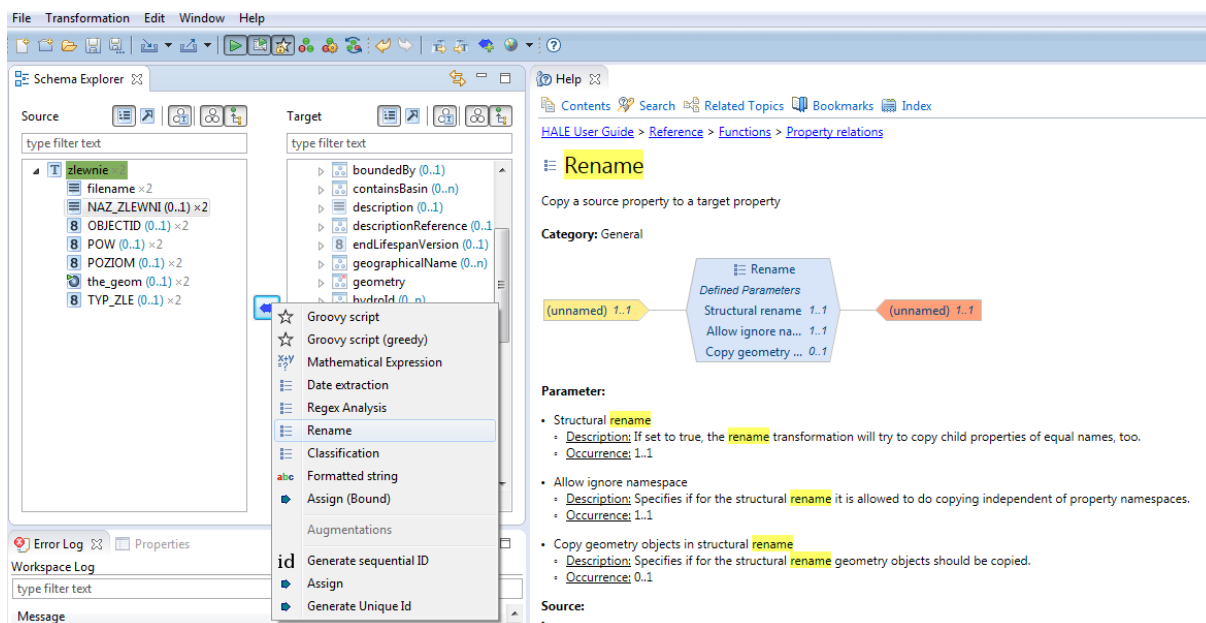 File Transformation Edit Window Help
Schema Explorer
Source
Target
type filter text
type filter text
zlewnie ×2
filename ×2
NAZ_ZLEWNI (0..1) ×2
OBJECTID (0..1) ×2
POW (0..1) ×2
POZIOM (0..1) ×2
the_geom (0..1) ×2
TYP_ZLE (0..1) ×2
boundedBy (0..1)
containsBasin (0..n)
description (0..1)
descriptionReference (0..1
endLifespanVersion (0..1)
geographicalName (0..n)
geometry
hydroId (0..n)
Groovy script
Groovy script (greedy)
Mathematical Expression
Date extraction
Regex Analysis
Rename
Classification
abc Formatted string
Assign (Bound)
Augmentations
id Generate sequential ID
Assign
Generate Unique Id
Error Log Properties
Workspace Log
type filter text
Message
Help
Contents Search Related Topics Bookmarks Index
HALE User Guide > Reference > Functions > Property relations
Rename
Copy a source property to a target property
Category: General
Rename
Defined Parameters
(unnamed) 1..1
Structural rename 1..1
(unnamed) 1..1
Allow ignore na... 1..1
Copy geometry ... 0..1
Parameter:
• Structural rename
◦ Description: If set to true, the rename transformation will try to copy child properties of equal names, too.
◦ Occurrence: 1..1
• Allow ignore namespace
◦ Description: Specifies if for the structural rename it is allowed to do copying independent of property namespaces.
◦ Occurrence: 1..1
• Copy geometry objects in structural rename
◦ Description: Specifies if for the structural rename geometry objects should be copied.
◦ Occurrence: 0..1
Source: